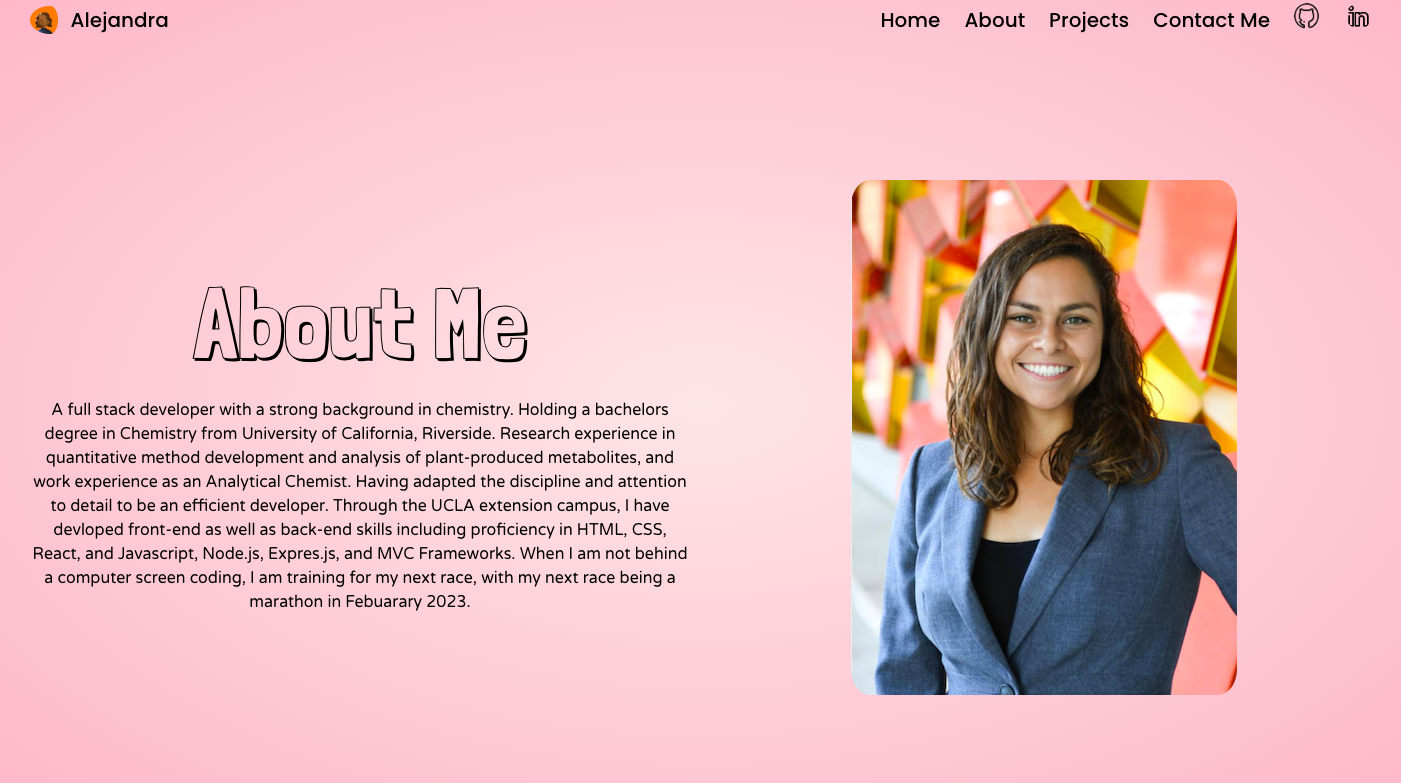 Alejandra
Home About Projects Contact Me
About Me
A full stack developer with a strong background in chemistry. Holding a bachelors
degree in Chemistry from University of California, Riverside. Research experience in
quantitative method development and analysis of plant-produced metabolites, and
work experience as an Analytical Chemist. Having adapted the discipline and attention
to detail to be an efficient developer. Through the UCLA extension campus, I have
devloped front-end as well as back-end skills including proficiency in HTML, CSS,
React, and Javascript, Node.js, Expres.js, and MVC Frameworks. When I am not behind
a computer screen coding, I am training for my next race, with my next race being a
marathon in Febuarary 2023.